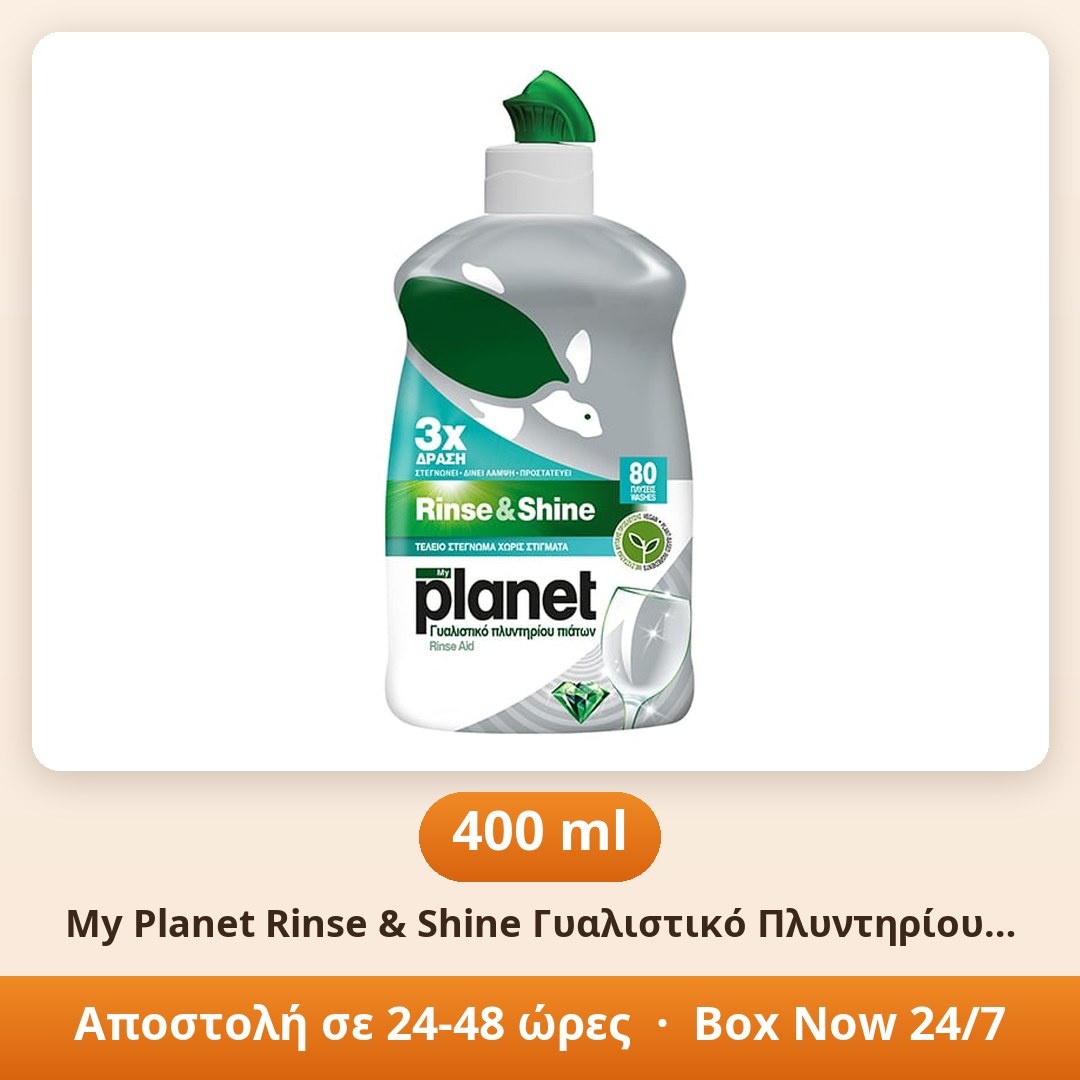 3x
ΔΡΑΣΗ
ΣΤΕΓΝΩΝΕΙ • ΔΙΝΕΙ ΛΑΜΨΗ • ΠΡΟΣΤΑΤΕΥΕΙ
80
ΠΛΥΣΕΙΣ
WASHES
Rinse & Shine
ΤΕΛΕΙΟ ΣΤΕΓΝΩΜΑ ΧΩΡΙΣ ΣΤΙΓΜΑΤΑ
My
planet
Γυαλιστικό πλυντηρίου πιάτων
Rinse Aid
400 ml
My Planet Rinse & Shine Γυαλιστικό Πλυντηρίου...
Αποστολή σε 24-48 ώρες · Box Now 24/7